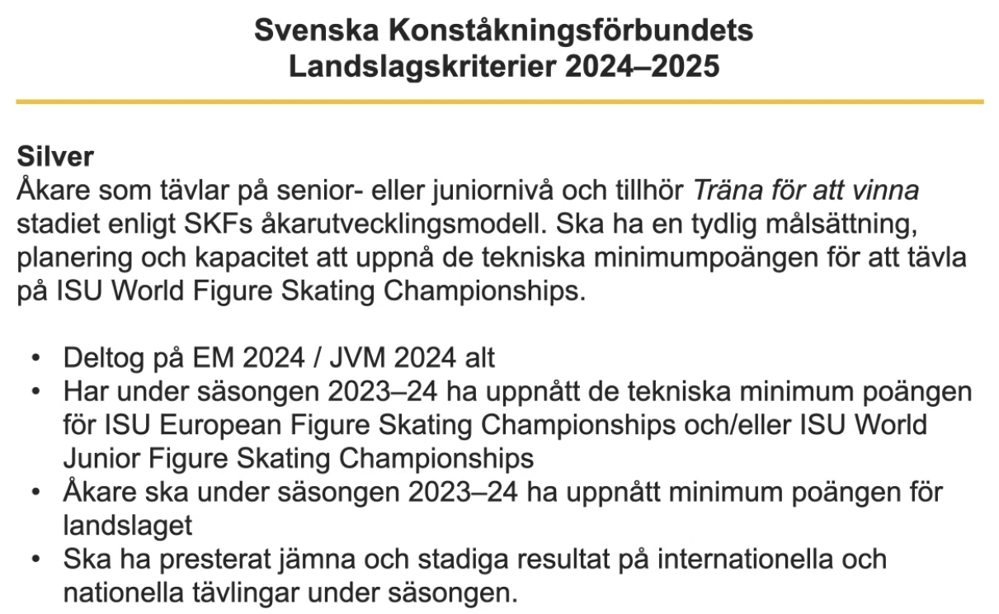 Svenska Konståkningsförbundets
Landslagskriterier 2024–2025
Silver
Åkare som tävlar på senior- eller juniornivå och tillhör Träna för att vinna
stadiet enligt SKFs åkarutvecklingsmodell. Ska ha en tydlig målsättning,
planering och kapacitet att uppnå de tekniska minimumpoängen för att tävla
på ISU World Figure Skating Championships.
• Deltog på EM 2024 / JVM 2024 alt
• Har under säsongen 2023–24 ha uppnått de tekniska minimum poängen
för ISU European Figure Skating Championships och/eller ISU World
Junior Figure Skating Championships
• Åkare ska under säsongen 2023–24 ha uppnått minimum poängen för
landslaget
• Ska ha presterat jämna och stadiga resultat på internationella och
nationella tävlingar under säsongen.